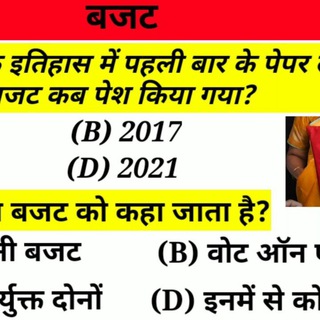 बजट
इतिहास में पहली बार के पेपर
बजट कब पेश किया गया?
(B) 2017
(D) 2021
बजट को कहा जाता है?
बजट
(B) वोट ऑन
दोनों
(D) इनमें से